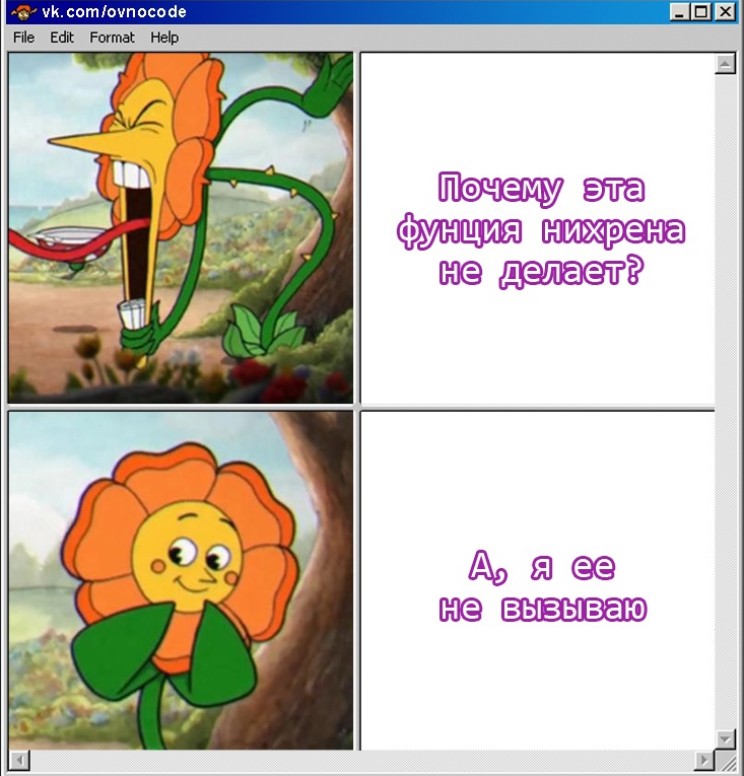 vk.com/ovnocode
File Edit Format Help
Почему эта
фунция нихрена
не делает?
А, я ее
не вызываю